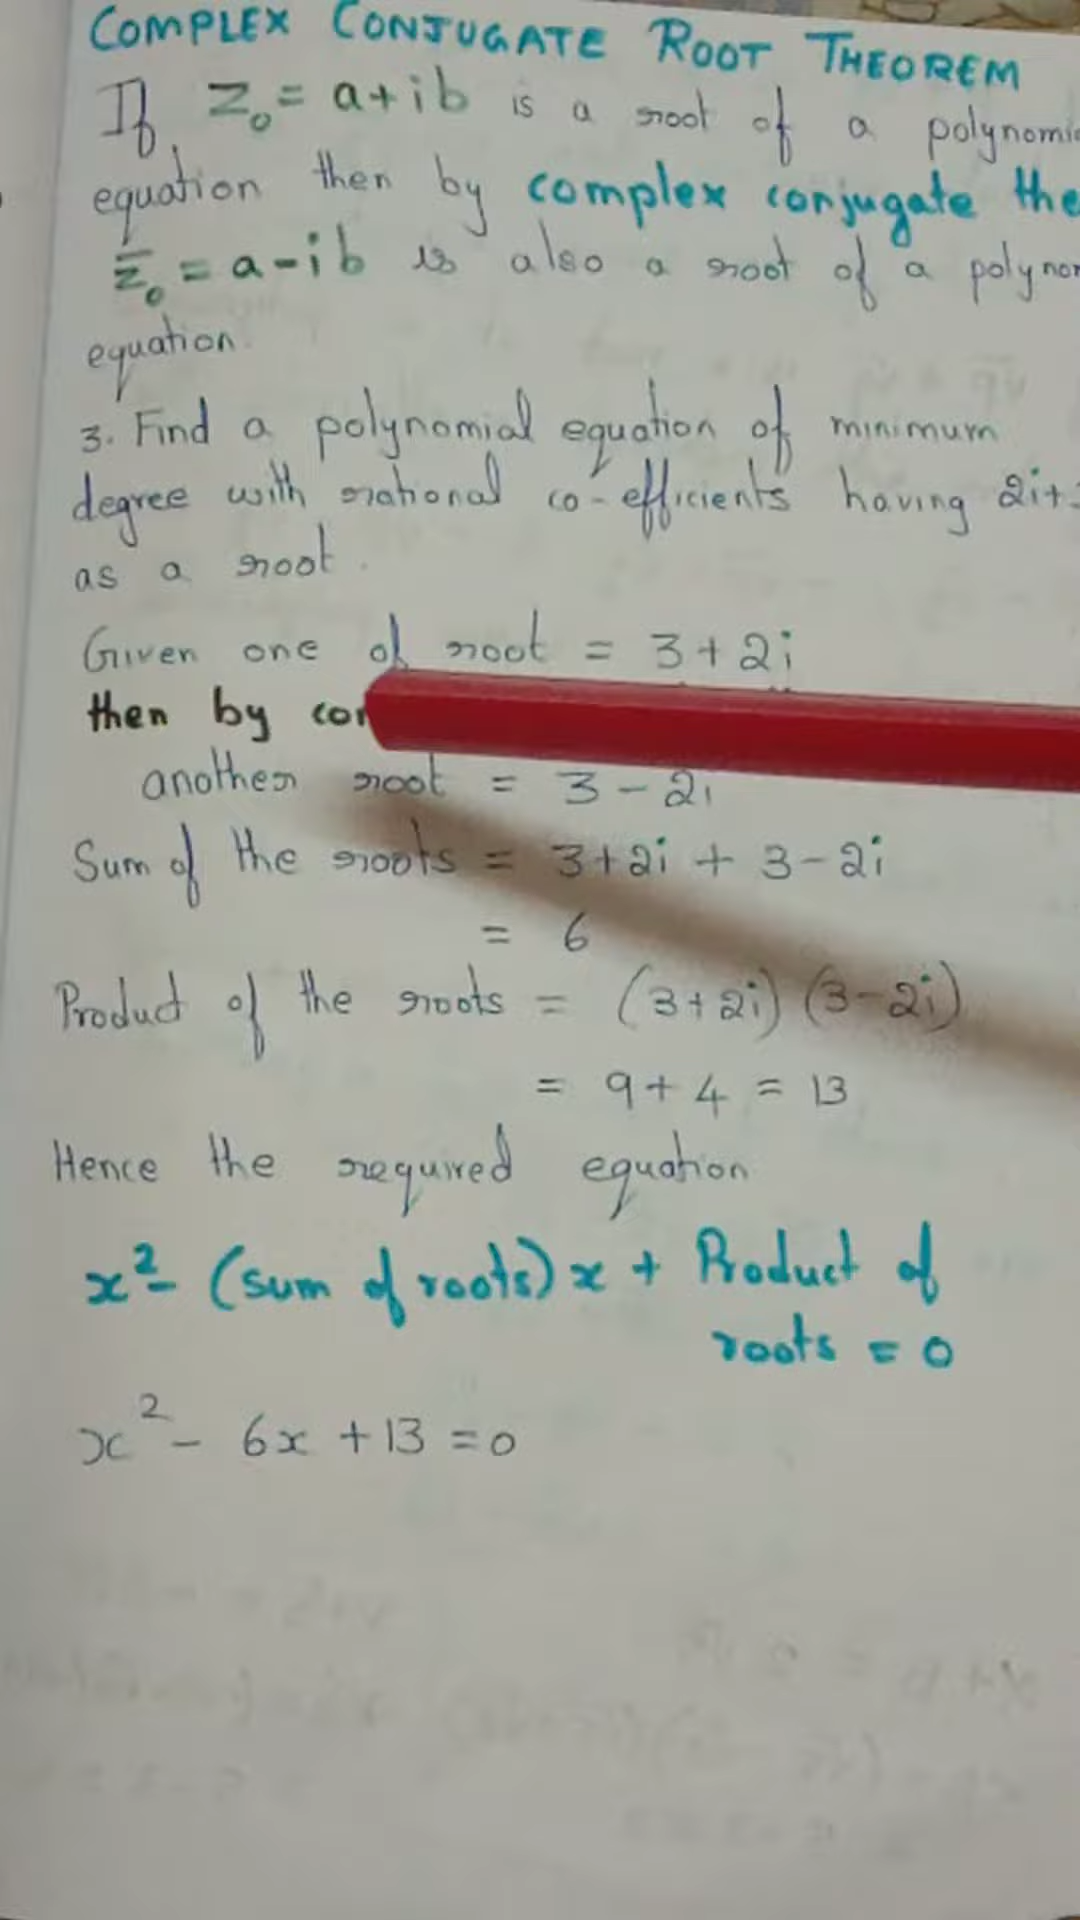 COMPLEX CONJUGATE ROOT THEOREM
If z₀ = a+ib is a root of a
equation then by complex conjugate
z̅₀ = a-ib is also a root of a
equation.
3. Find a polynomial equation of minimum
degree with rational co-efficients having 2i+
as a root.
Given one of root = 3+2i
then by
another root = 3-2i
Sum of the roots = 3+2i + 3-2i
= 6
Product of the roots = (3+2i) (3-2i)
= 9+4 = 13
Hence the required equation
x² - (sum of roots) x + Product of
roots = 0
x² - 6x + 13 = 0